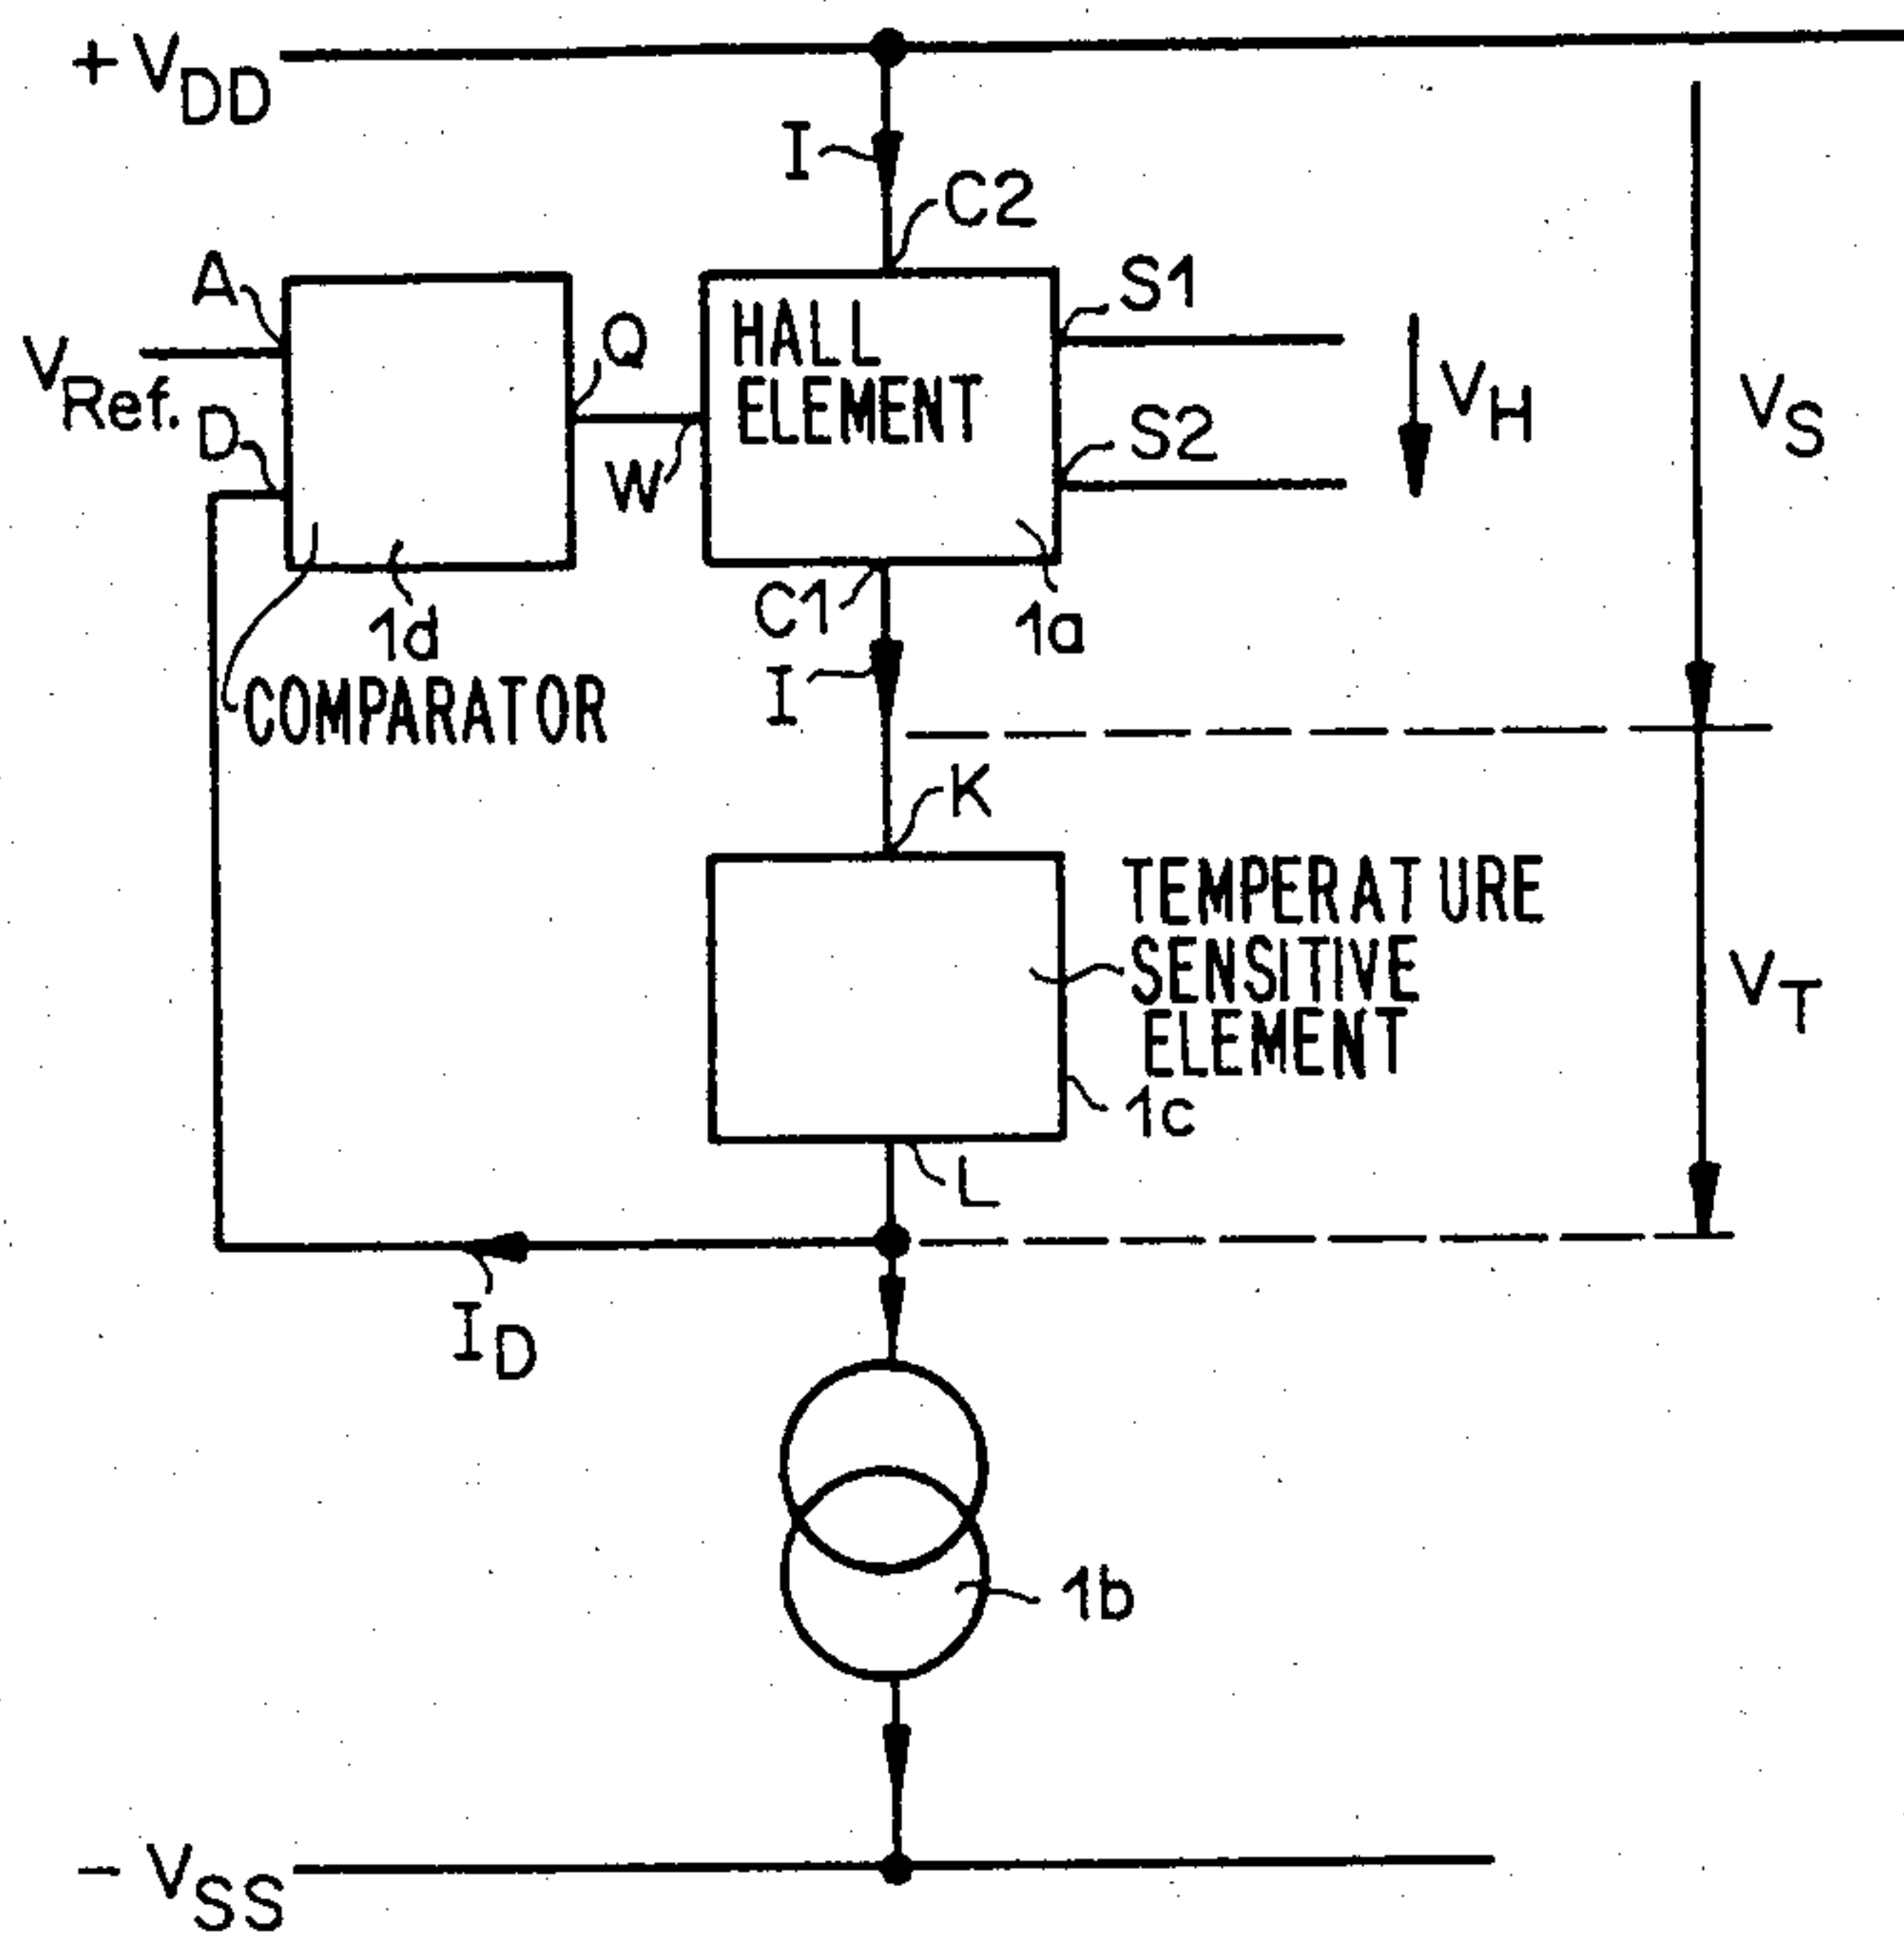 + VDD
I
C2
A
S1
Q
HALL
ELEMENT
VRef.
VH
VS
D
S2
W
C1
1a
1d
I
COMPARATOR
K
TEMPERATURE
SENSITIVE
ELEMENT
VT
1c
L
ID
1b
- VSS